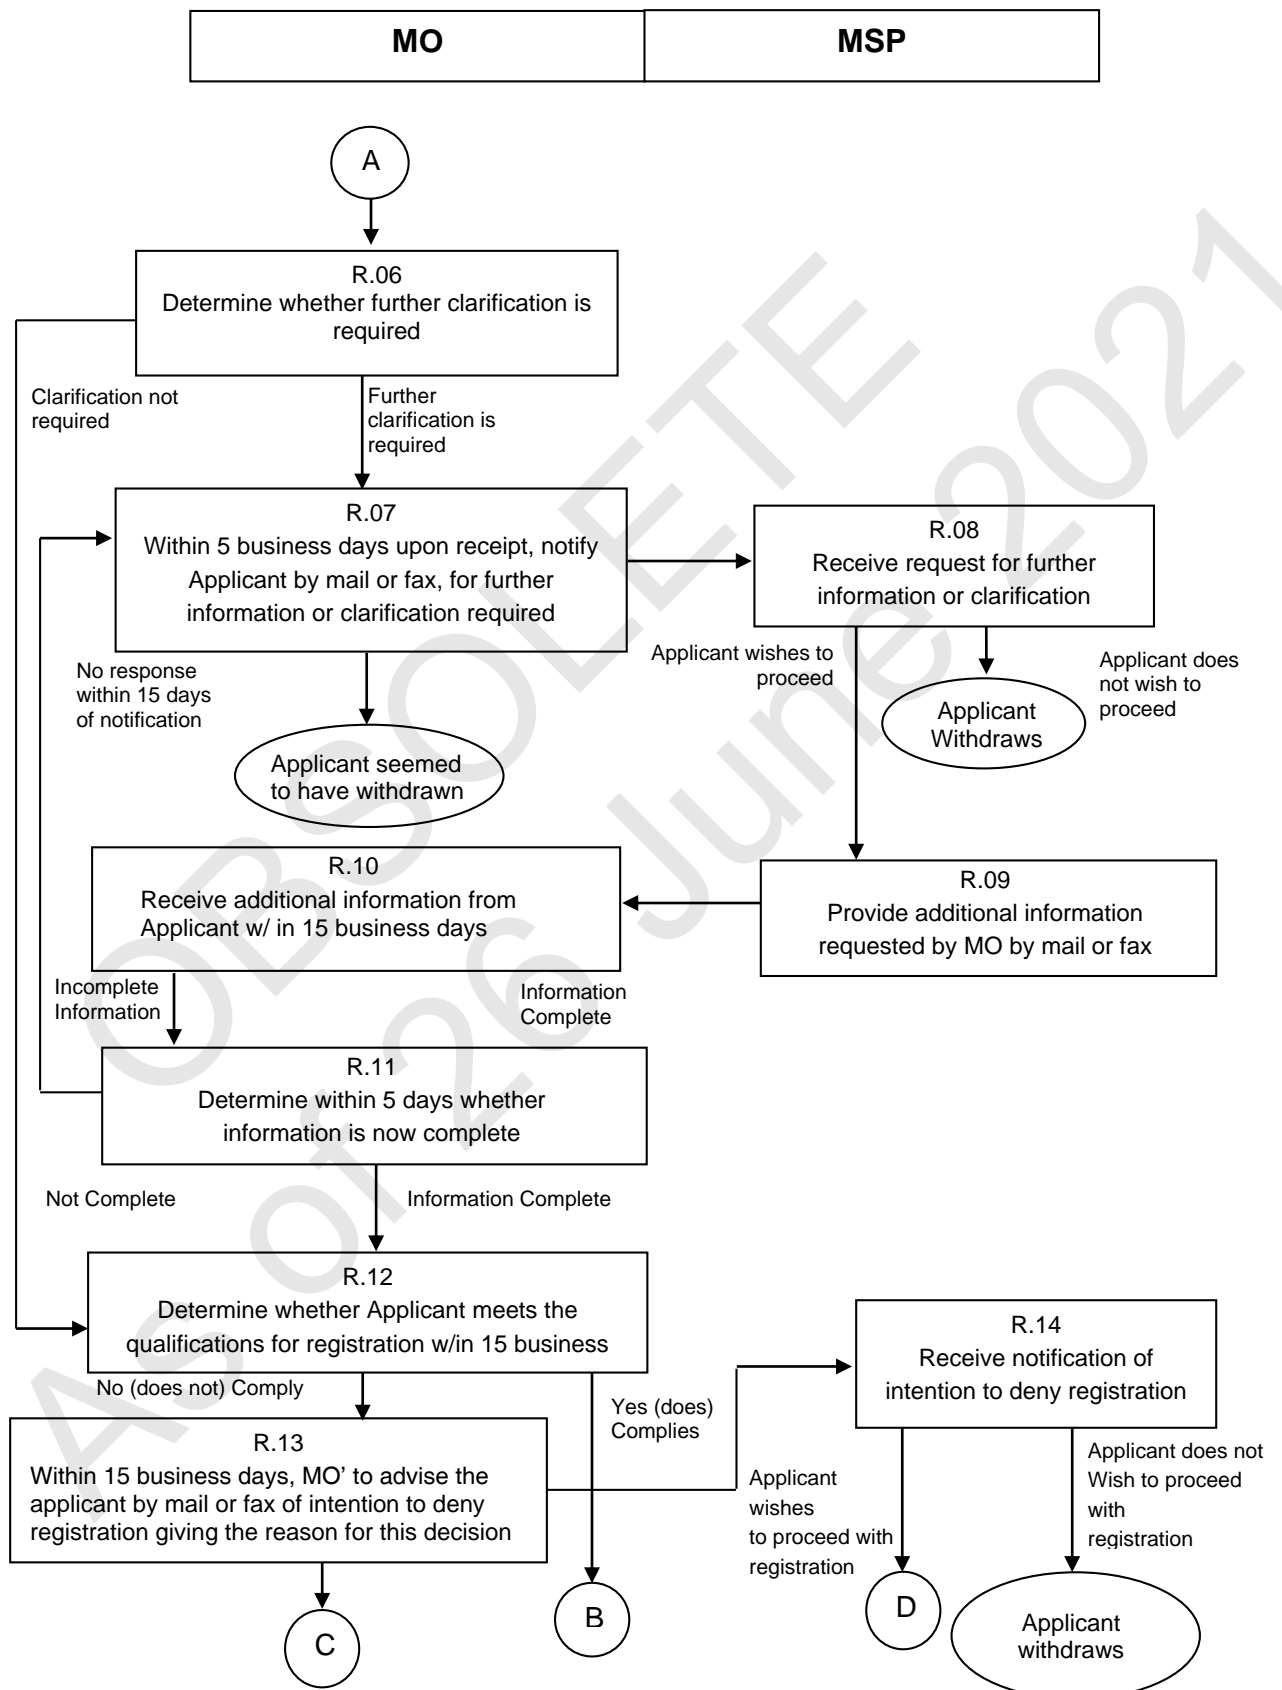 MO MSP
A
R.06
Determine whether further clarification is
required
Clarification not
required
Further
clarification is
required
R.07
Within 5 business days upon receipt, notify
Applicant by mail or fax, for further
information or clarification required
R.08
Receive request for further
information or clarification
No response
within 15 days
of notification
Applicant wishes to
proceed
Applicant does
not wish to
proceed
Applicant
Withdraws
Applicant seemed
to have withdrawn
R.10
Receive additional information from
Applicant w/ in 15 business days
R.09
Provide additional information
requested by MO by mail or fax
Incomplete
Information
Information
Complete
R.11
Determine within 5 days whether
information is now complete
Not Complete
Information Complete
R.12
Determine whether Applicant meets the
qualifications for registration w/in 15 business
R.14
Receive notification of
intention to deny registration
No (does not) Comply
Yes (does)
Complies
R.13
Within 15 business days, MO' to advise the
applicant by mail or fax of intention to deny
registration giving the reason for this decision
Applicant
wishes
to proceed with
registration
Applicant does not
Wish to proceed
with
registration
C
B
D
Applicant
withdraws
OBSOLETE
As of 26 June 2021